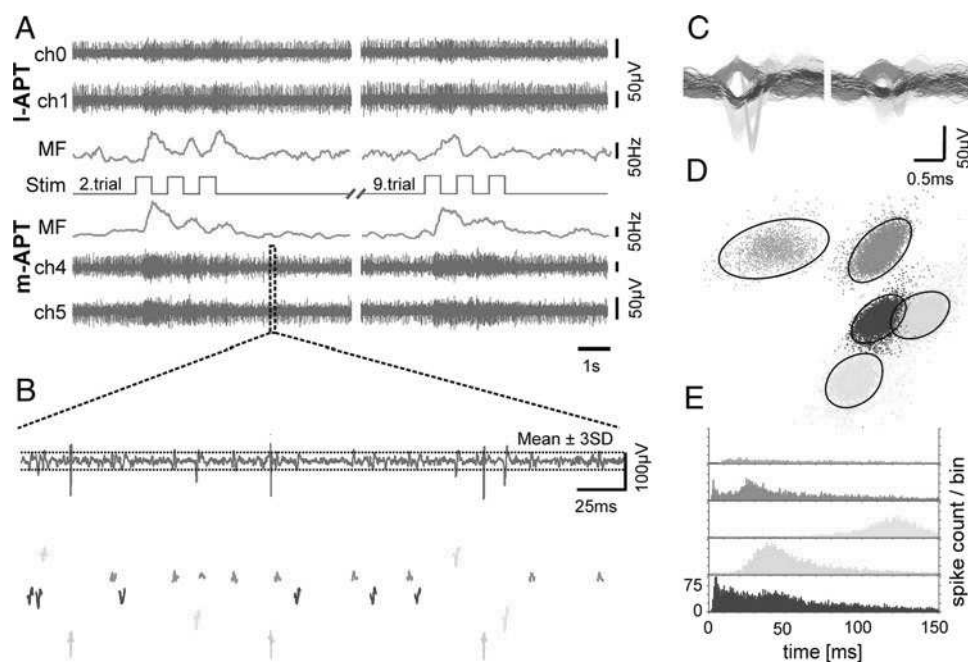 A
l-APT
ch0
50µV
ch1
MF
50Hz
Stim
2.trial
9.trial
m-APT
MF
50Hz
ch4
ch5
50µV
1s
B
Mean ± 3SD
100µV
25ms
C
50µV
0.5ms
D
E
spike count / bin
75
0
0
50
100
150
time [ms]